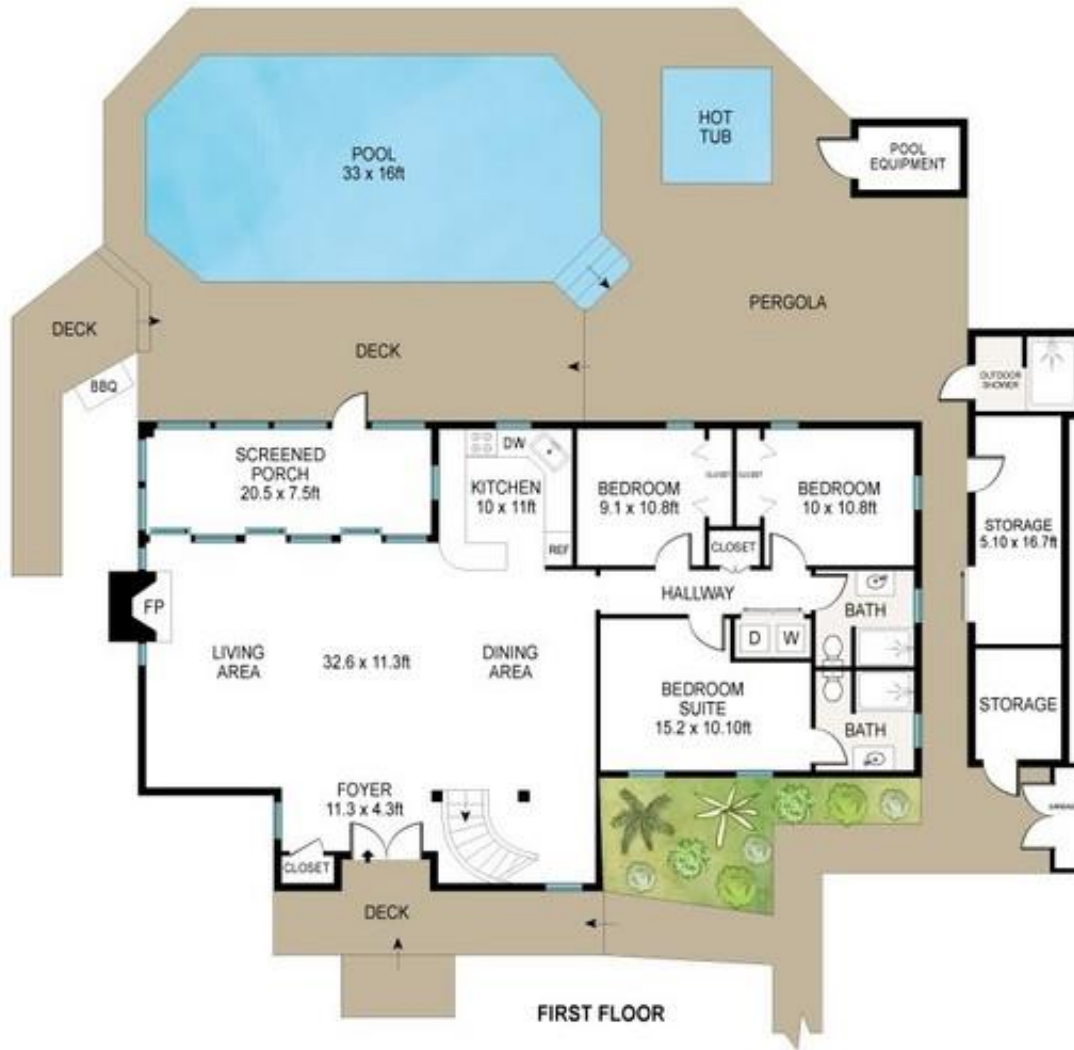 POOL
33 x 16ft
HOT
TUB
POOL
EQUIPMENT
PERGOLA
DECK
DECK
BBQ
OUTDOOR
SHOWER
SCREENED
PORCH
20.5 x 7.5ft
DW
KITCHEN
10 x 11ft
REF
BEDROOM
9.1 x 10.8ft
CLOSET
CLOSET
BEDROOM
10 x 10.8ft
CLOSET
STORAGE
5.10 x 16.7ft
HALLWAY
FP
BATH
D
W
LIVING
AREA
32.6 x 11.3ft
DINING
AREA
BEDROOM
SUITE
15.2 x 10.10ft
BATH
STORAGE
FOYER
11.3 x 4.3ft
CLOSET
DECK
FIRST FLOOR